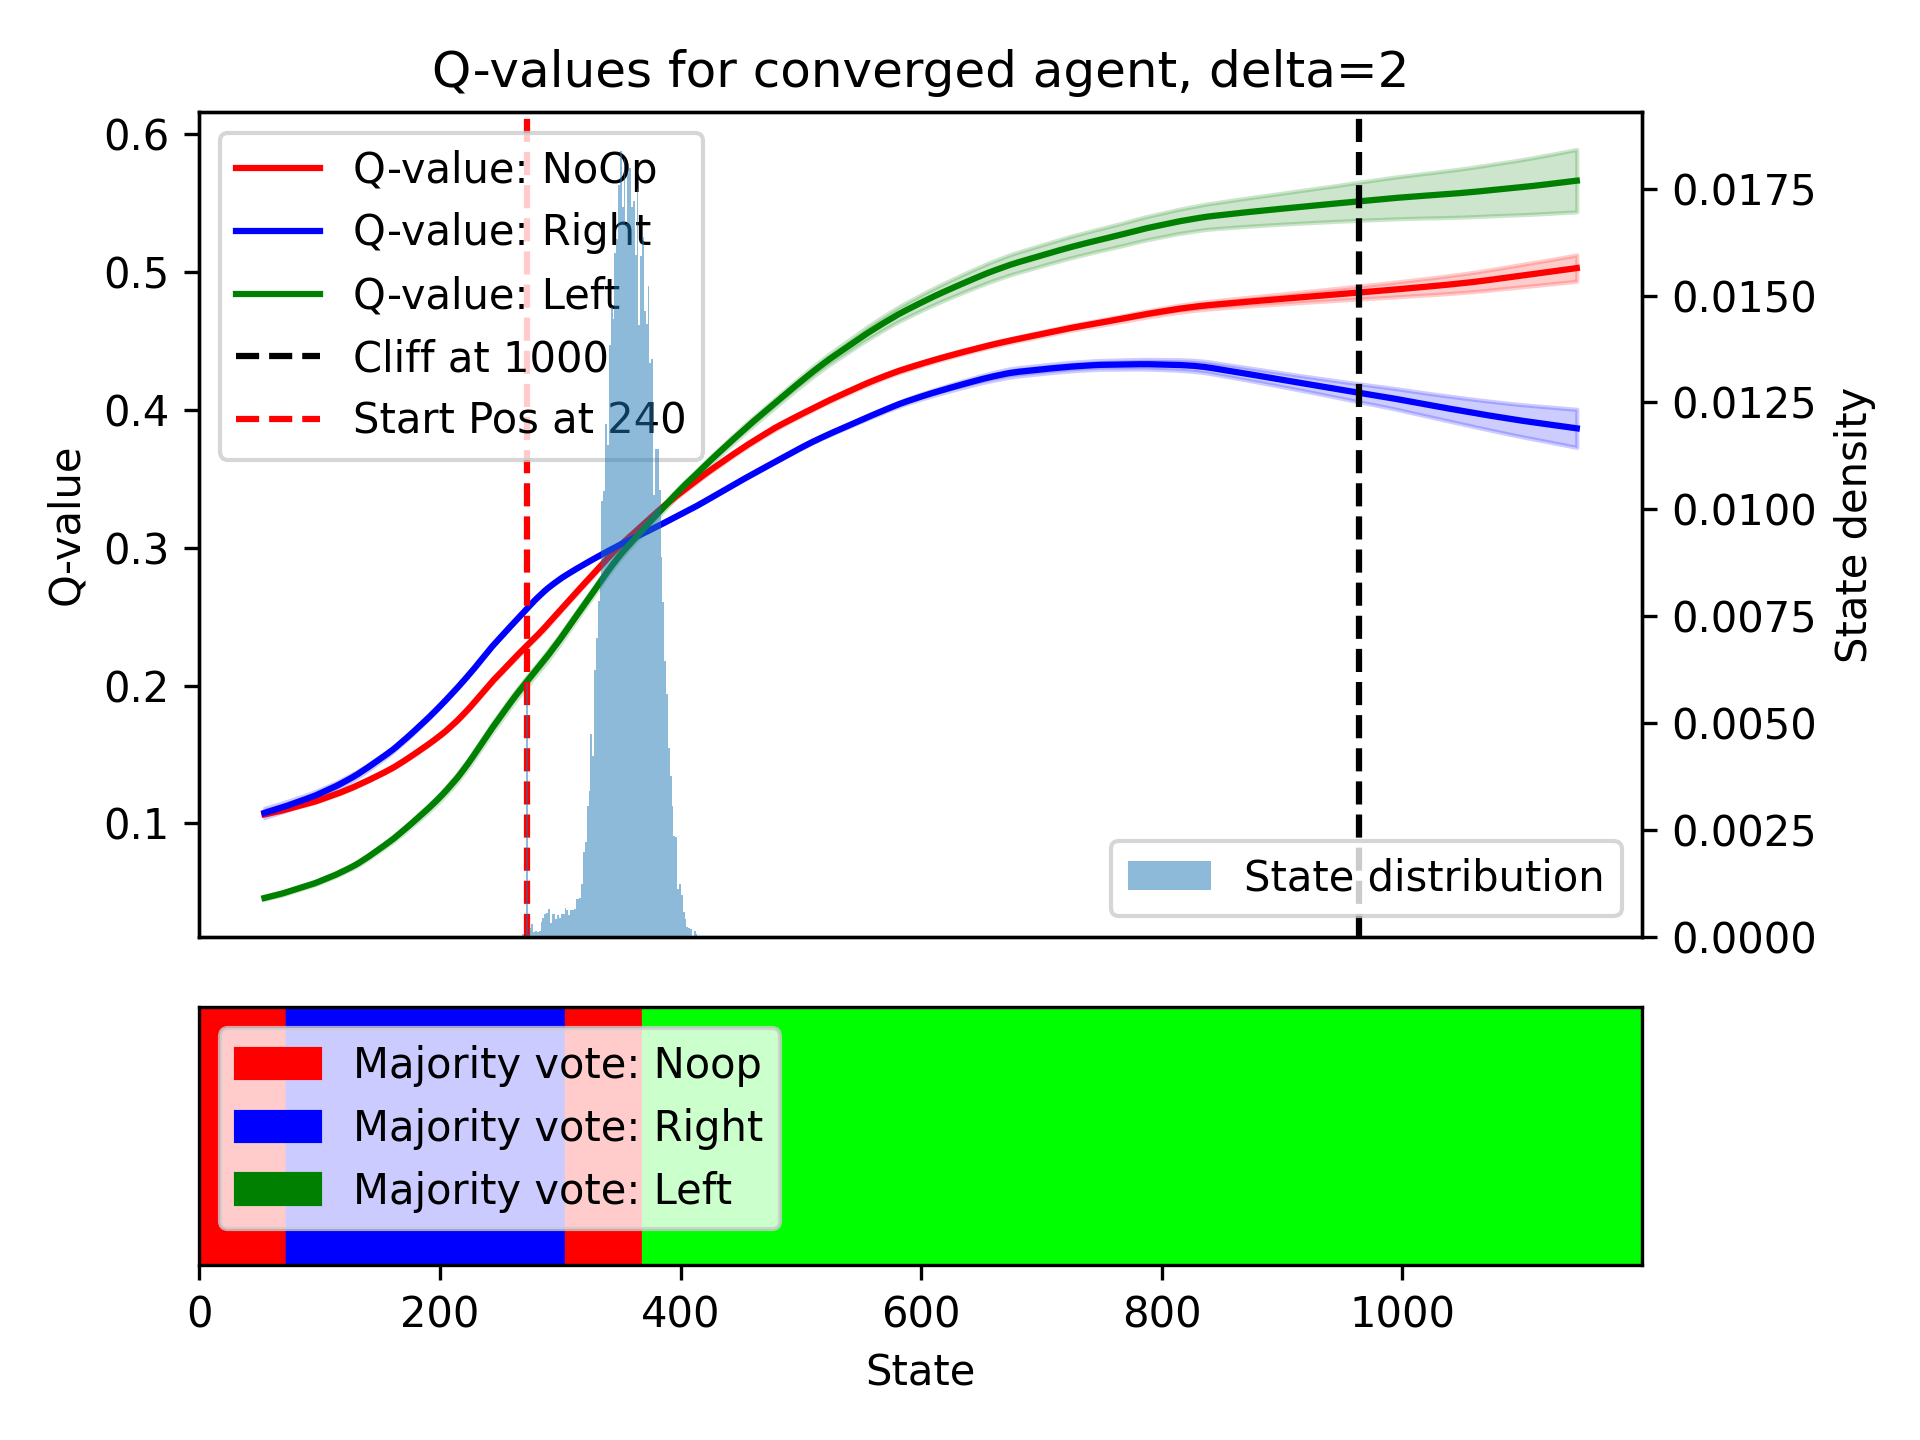 Q-values for converged agent, delta=2
0.6
0.5
0.4
0.3
0.2
0.1
Q-value
Q-value: NoOp
Q-value: Right
Q-value: Left
Cliff at 1000
Start Pos at 240
State distribution
0.0175
0.0150
0.0125
0.0100
0.0075
0.0050
0.0025
0.0000
State density
Majority vote: Noop
Majority vote: Right
Majority vote: Left
0 200 400 600 800 1000
State